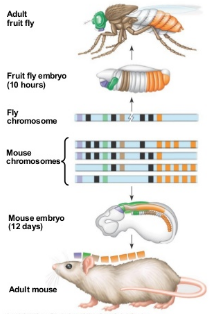 Adult
fruit fly
Fruit fly embryo
(10 hours)
Fly
chromosome
Mouse
chromosomes
Mouse embryo
(12 days)
Adult mouse